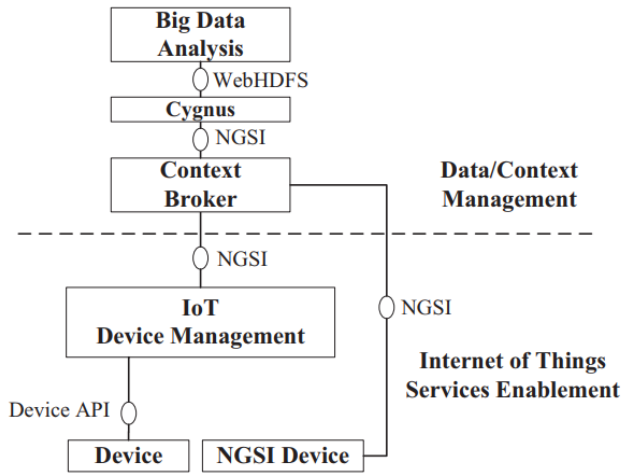 Big Data
Analysis
WebHDFS
Cygnus
NGSI
Context
Broker
Data/Context
Management
NGSI
IoT
Device Management
NGSI
Internet of Things
Services Enablement
Device API
Device
NGSI Device